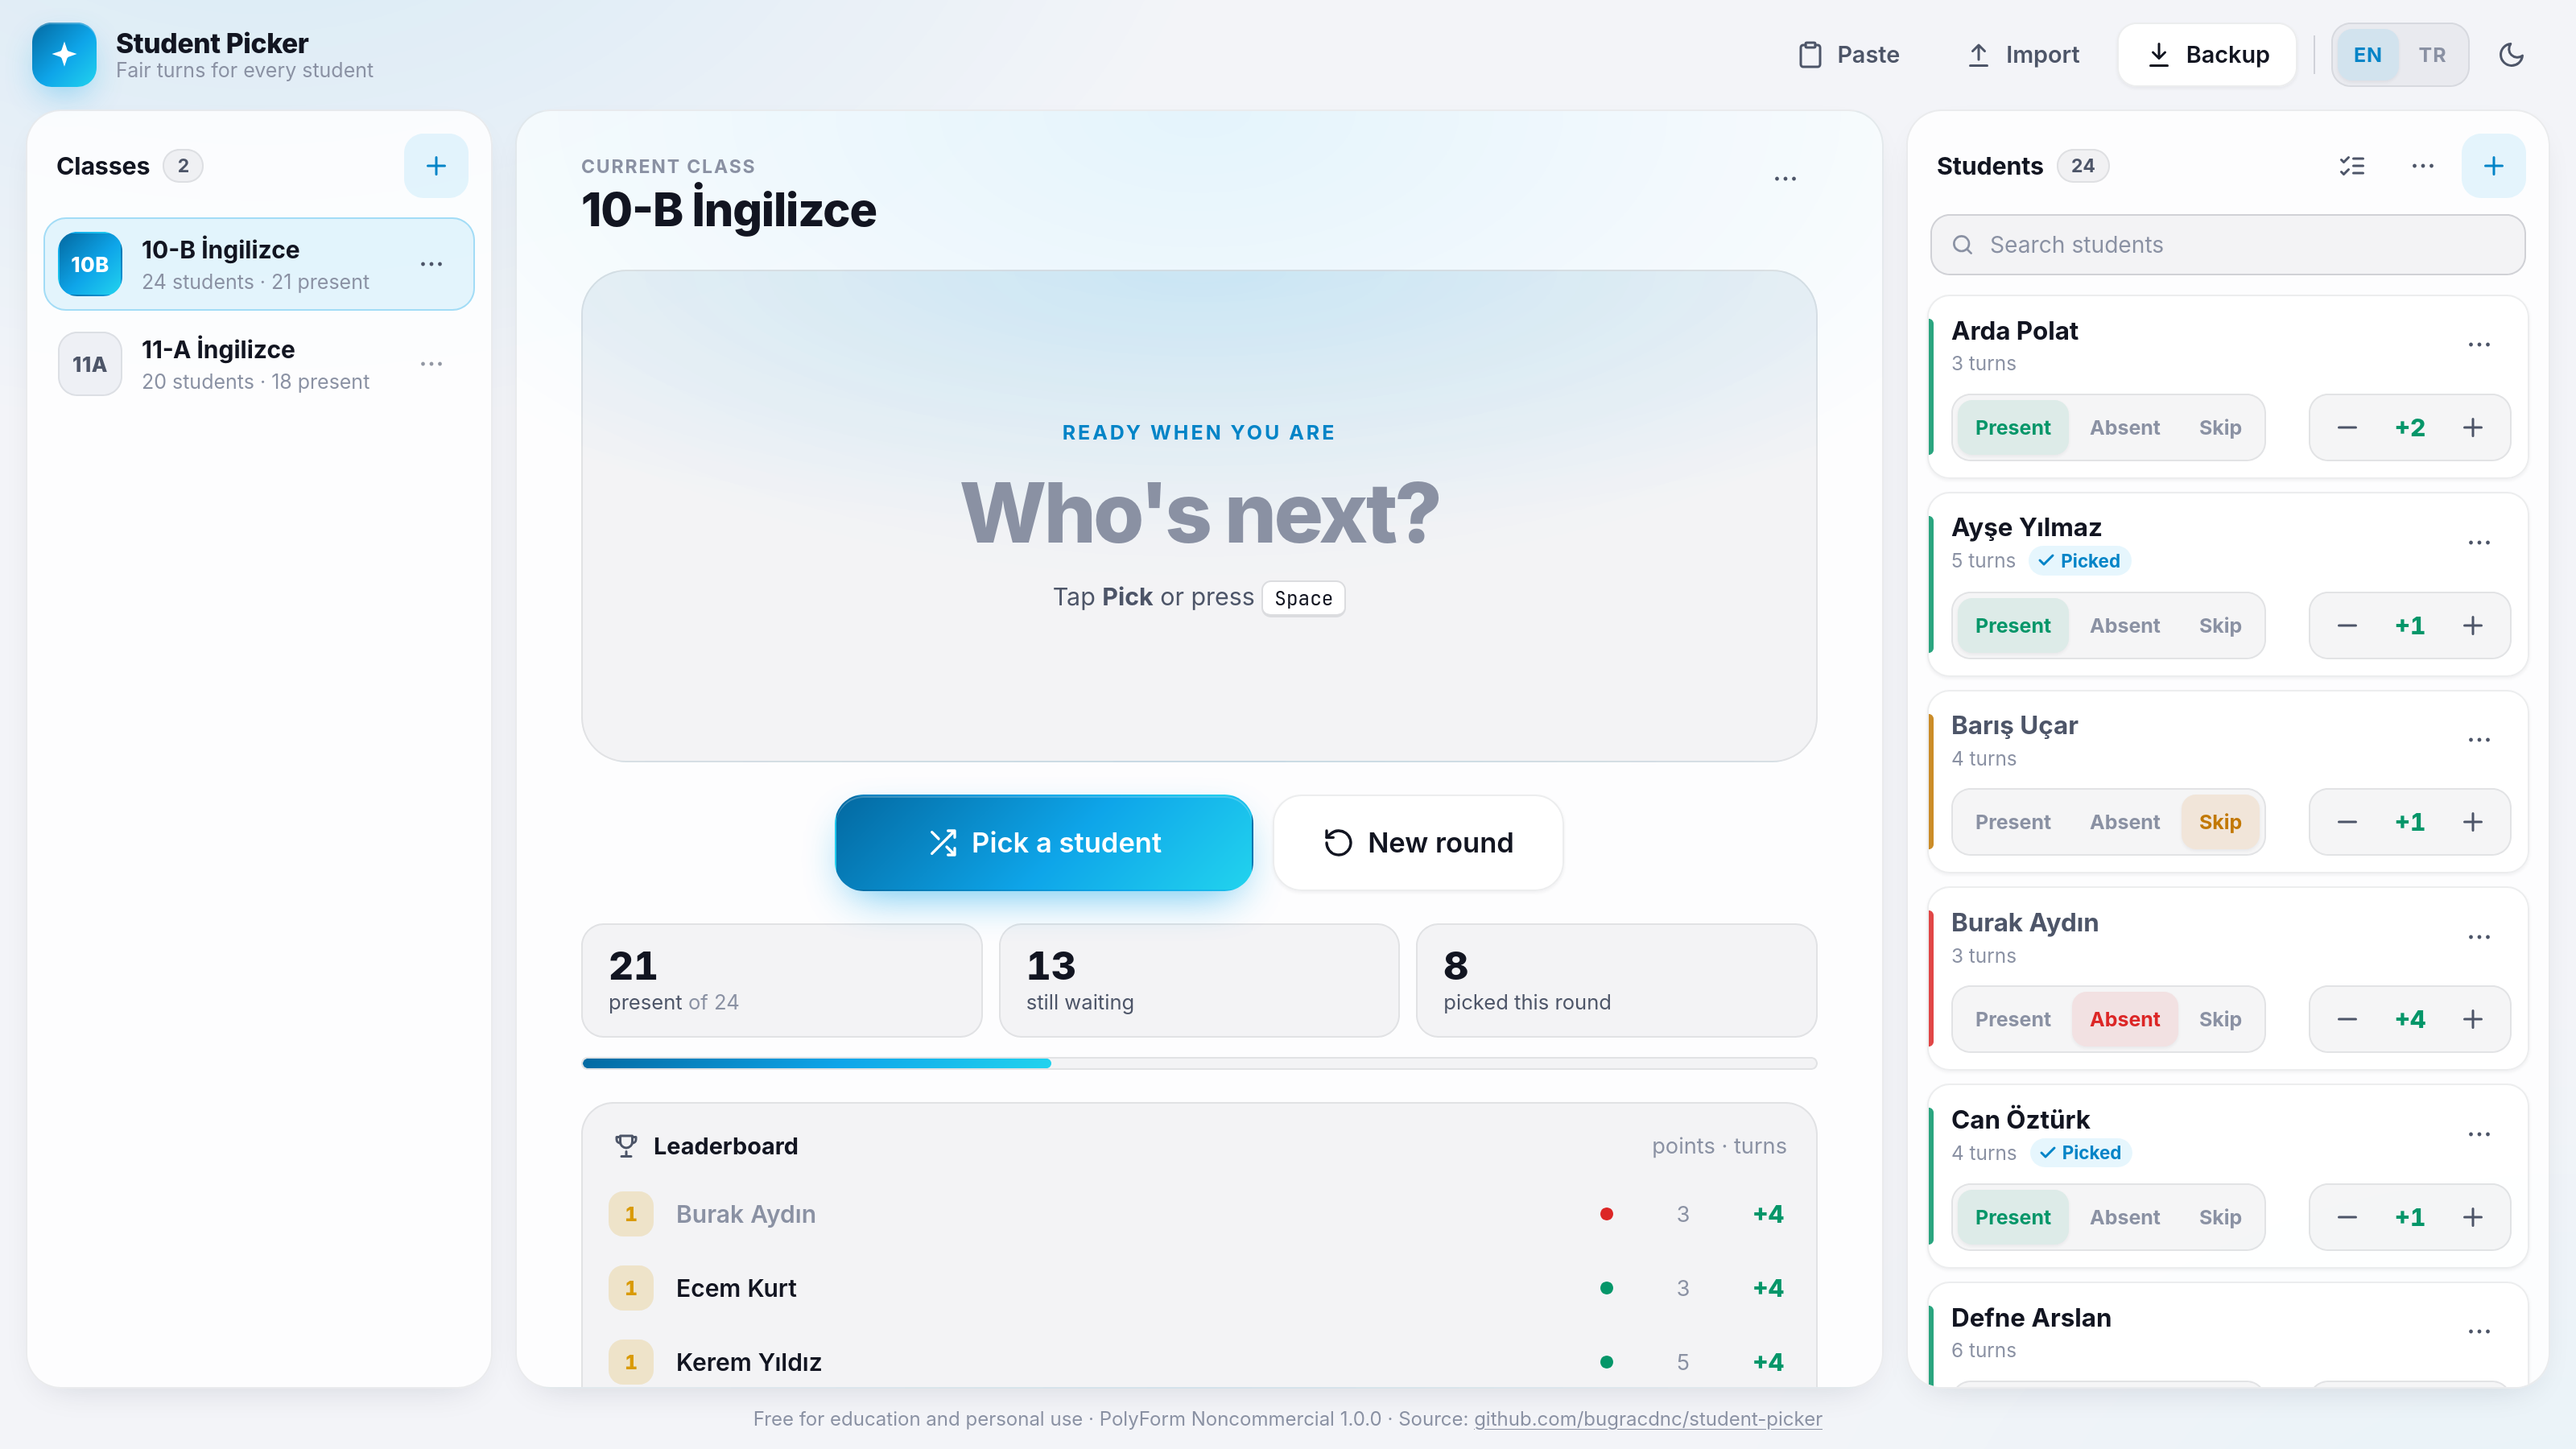 Student Picker
Fair turns for every student
Paste
Import
Backup
EN
TR
Classes 2
10B
10-B İngilizce
24 students · 21 present
11A
11-A İngilizce
20 students · 18 present
CURRENT CLASS
10-B İngilizce
READY WHEN YOU ARE
Who's next?
Tap Pick or press Space
Pick a student
New round
21
present of 24
13
still waiting
8
picked this round
Leaderboard
points · turns
1 Burak Aydın 3 +4
1 Ecem Kurt 3 +4
1 Kerem Yıldız 5 +4
Students 24
Search students
Arda Polat
3 turns
Present Absent Skip +2
Ayşe Yılmaz
5 turns Picked
Present Absent Skip +1
Barış Uçar
4 turns
Present Absent Skip +1
Burak Aydın
3 turns
Present Absent Skip +4
Can Öztürk
4 turns Picked
Present Absent Skip +1
Defne Arslan
6 turns
Free for education and personal use · PolyForm Noncommercial 1.0.0 · Source: github.com/bugracdnc/student-picker